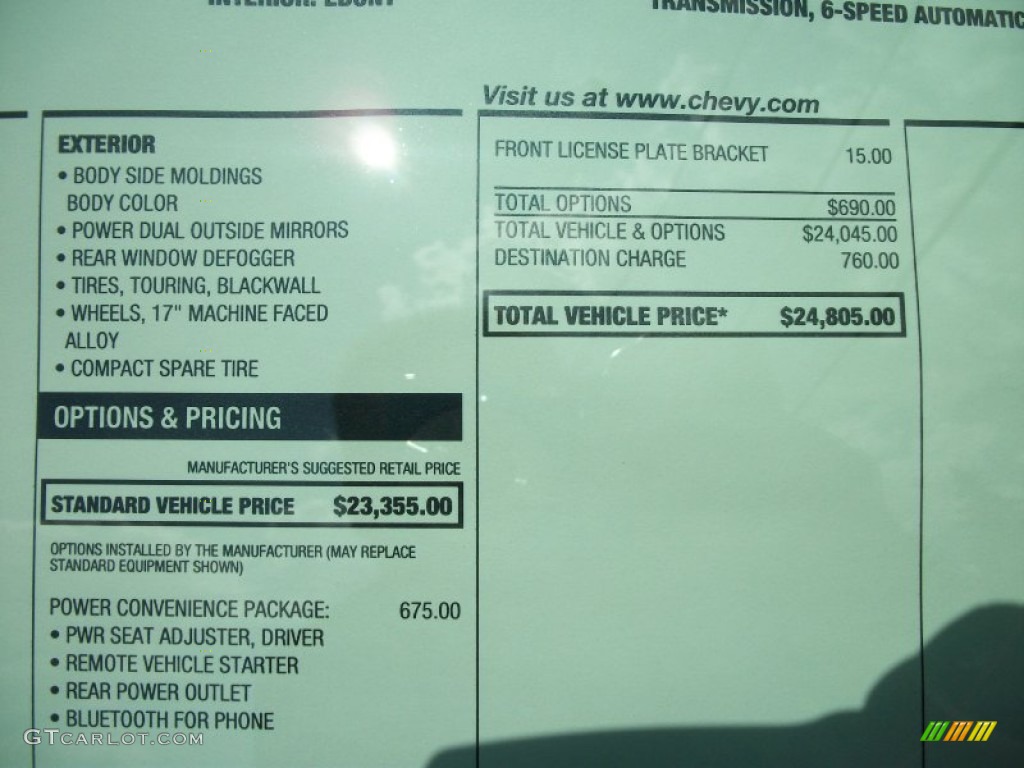 INTERIOR: EBONY
TRANSMISSION, 6-SPEED AUTOMATIC
EXTERIOR
• BODY SIDE MOLDINGS
BODY COLOR
• POWER DUAL OUTSIDE MIRRORS
• REAR WINDOW DEFOGGER
• TIRES, TOURING, BLACKWALL
• WHEELS, 17" MACHINE FACED
ALLOY
• COMPACT SPARE TIRE
OPTIONS & PRICING
MANUFACTURER'S SUGGESTED RETAIL PRICE
STANDARD VEHICLE PRICE $23,355.00
OPTIONS INSTALLED BY THE MANUFACTURER (MAY REPLACE
STANDARD EQUIPMENT SHOWN)
POWER CONVENIENCE PACKAGE: 675.00
• PWR SEAT ADJUSTER, DRIVER
• REMOTE VEHICLE STARTER
• REAR POWER OUTLET
• BLUETOOTH FOR PHONE
Visit us at www.chevy.com
FRONT LICENSE PLATE BRACKET 15.00
TOTAL OPTIONS $690.00
TOTAL VEHICLE & OPTIONS $24,045.00
DESTINATION CHARGE 760.00
TOTAL VEHICLE PRICE* $24,805.00
GTCARLOT.COM